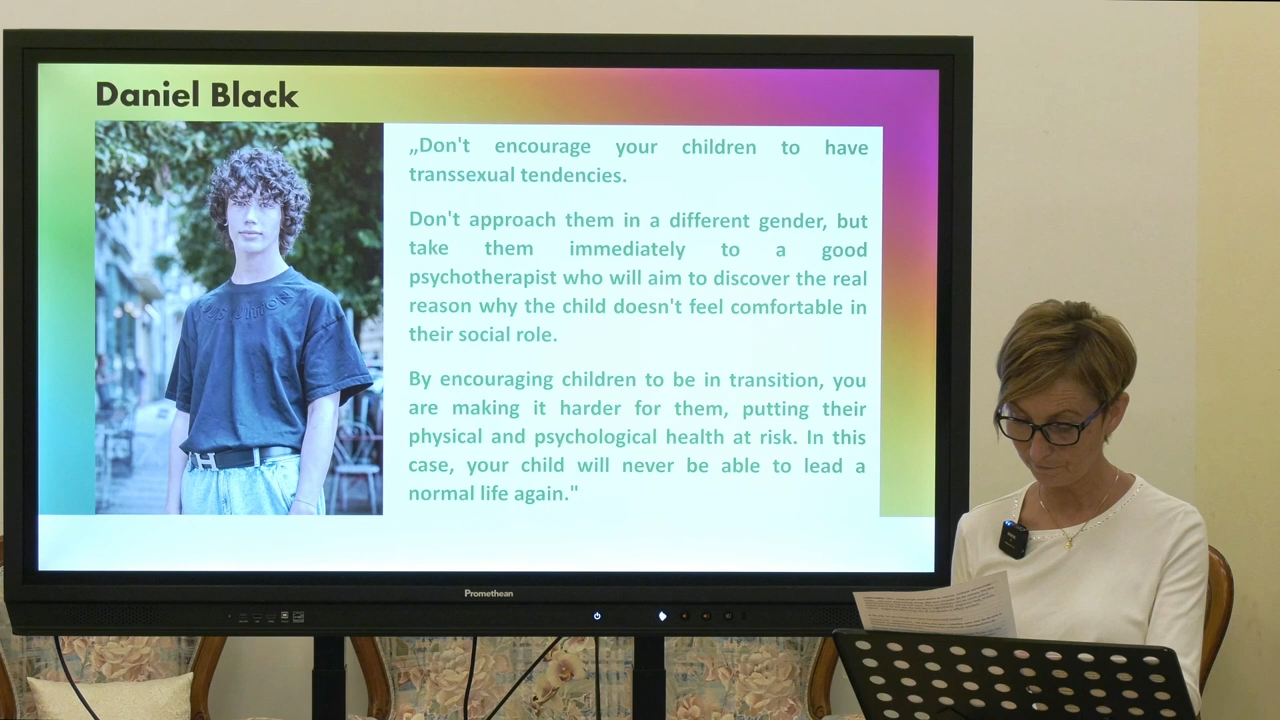 Daniel Black
„Don't encourage your children to have
transsexual tendencies.
Don't approach them in a different gender, but
take them immediately to a good
psychotherapist who will aim to discover the real
reason why the child doesn't feel comfortable in
their social role.
By encouraging children to be in transition, you
are making it harder for them, putting their
physical and psychological health at risk. In this
case, your child will never be able to lead a
normal life again."
Promethean